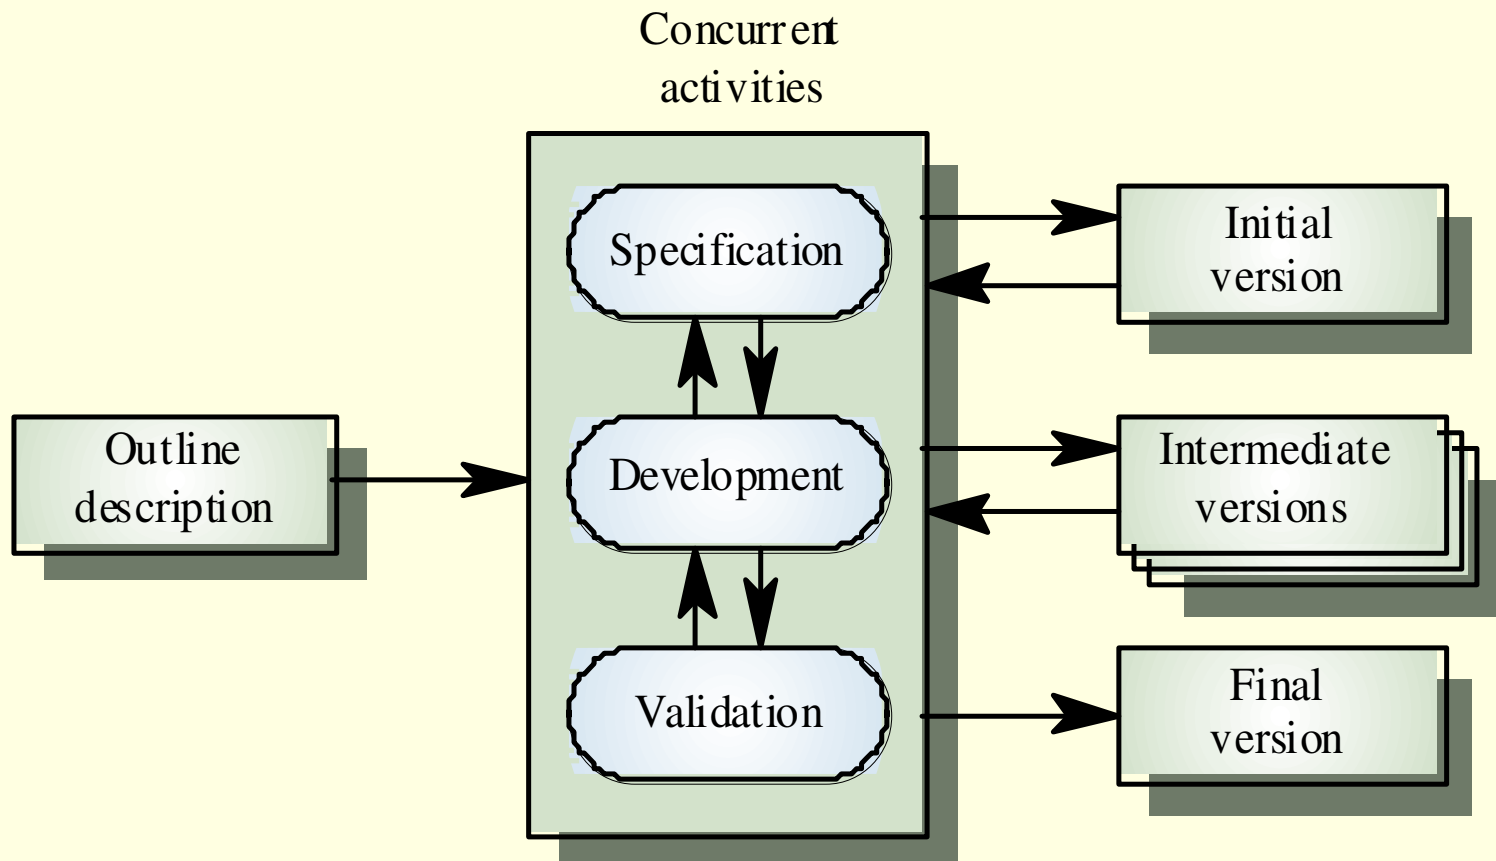 Concurrent
activities
Specification
Initial
version
Outline
description
Development
Intermediate
versions
Validation
Final
version